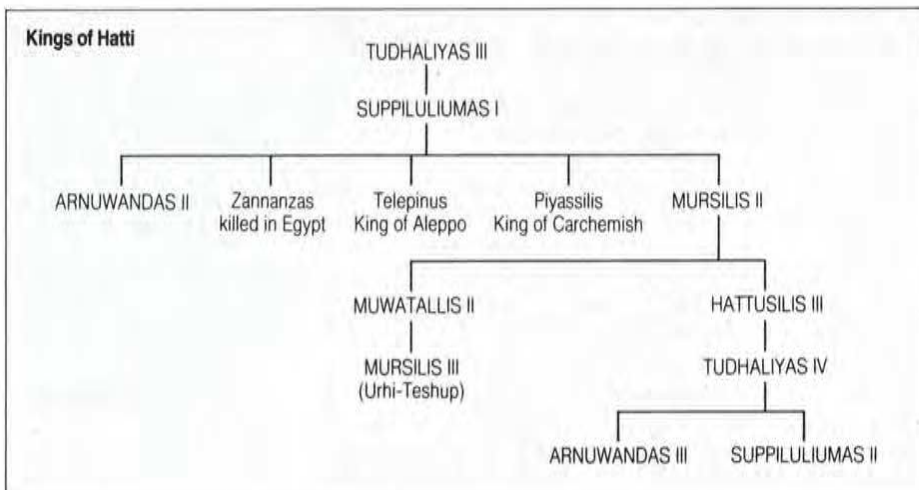 Kings of Hatti
TUDHALIYAS III
SUPPILULIUMAS I
ARNUWANDAS II
Zannanzas
killed in Egypt
Telepinus
King of Aleppo
Piyassilis
King of Carchemish
MURSILIS II
MUWATALLIS II
HATTUSILIS III
MURSILIS III
(Urhi-Teshup)
TUDHALIYAS IV
ARNUWANDAS III
SUPPILULIUMAS II